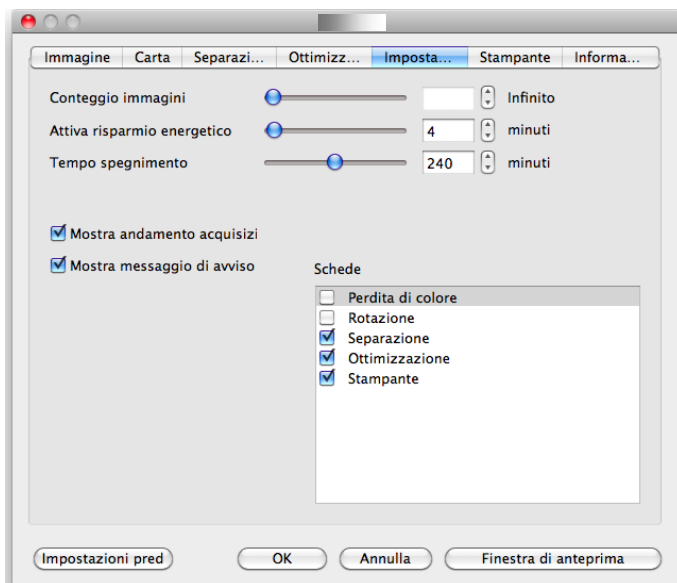 Immagine Carta Separazi... Ottimizz... Imposta... Stampante Informa...
Conteggio immagini Infinito
Attiva risparmio energetico 4 minuti
Tempo spegnimento 240 minuti
Mostra andamento acquisizi
Mostra messaggio di avviso
Schede
Perdita di colore
Rotazione
Separazione
Ottimizzazione
Stampante
Impostazioni pred OK Annulla Finestra di anteprima